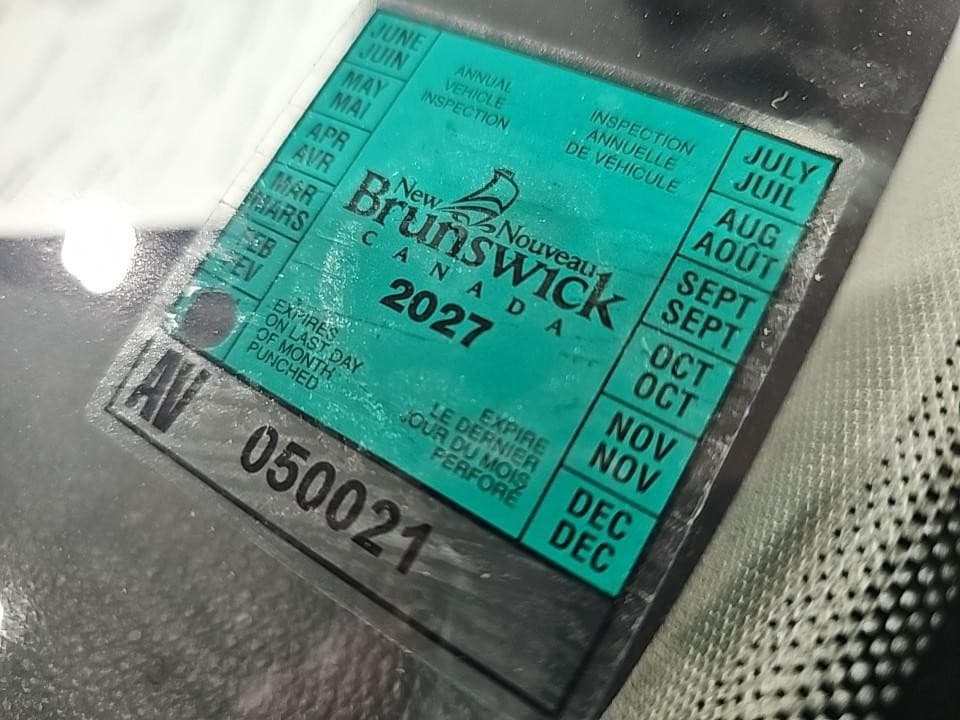 JUNE
JUIN
MAY
MAI
APR
AVR
MAR
MARS
ANNUAL
VEHICLE
INSPECTION
INSPECTION
ANNUELLE
DE VÉHICULE
New Nouveau
Brunswick
CANADA
2027
EXPIRES
ON LAST DAY
OF MONTH
PUNCHED
EXPIRE
LE DERNIER
JOUR DU MOIS
PERFORÉ
JULY
JUIL
AUG
AOÛT
SEPT
SEPT
OCT
OCT
NOV
NOV
DEC
DEC
AV 050021